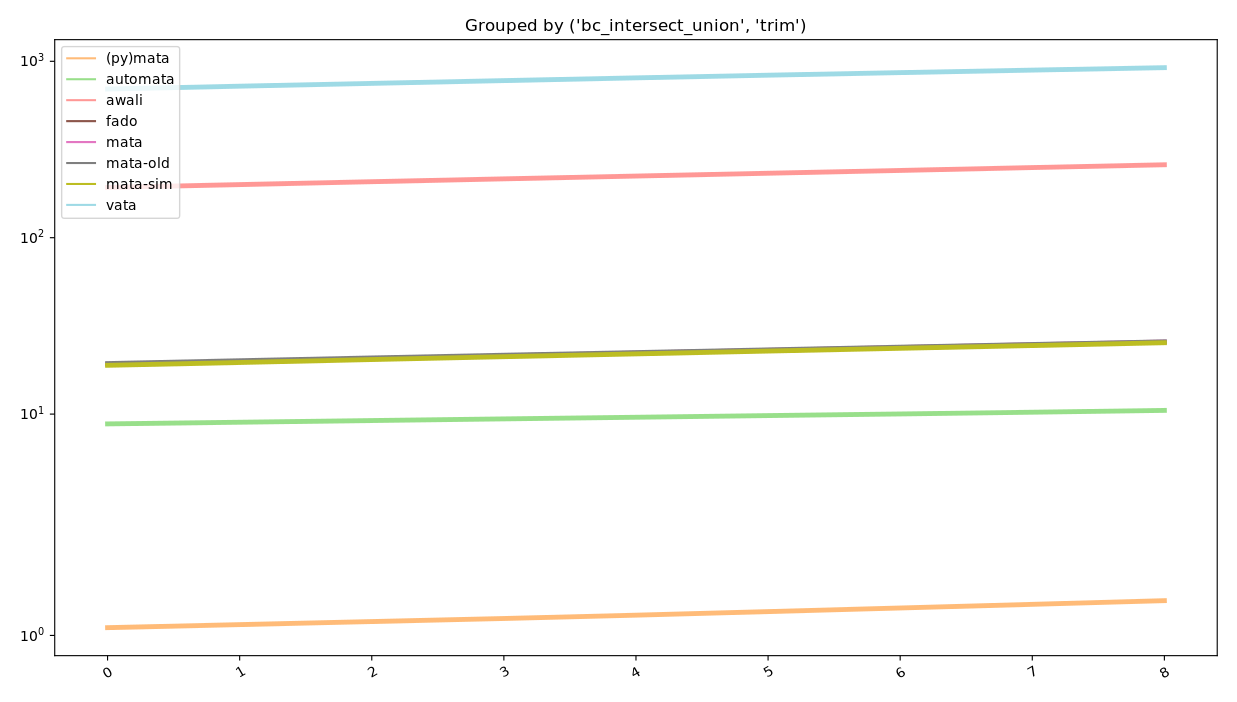 Grouped by ('bc_intersect_union', 'trim')
10³
10²
10¹
10⁰
(py)mata
automata
awali
fado
mata
mata-old
mata-sim
vata
0 1 2 3 4 5 6 7 8